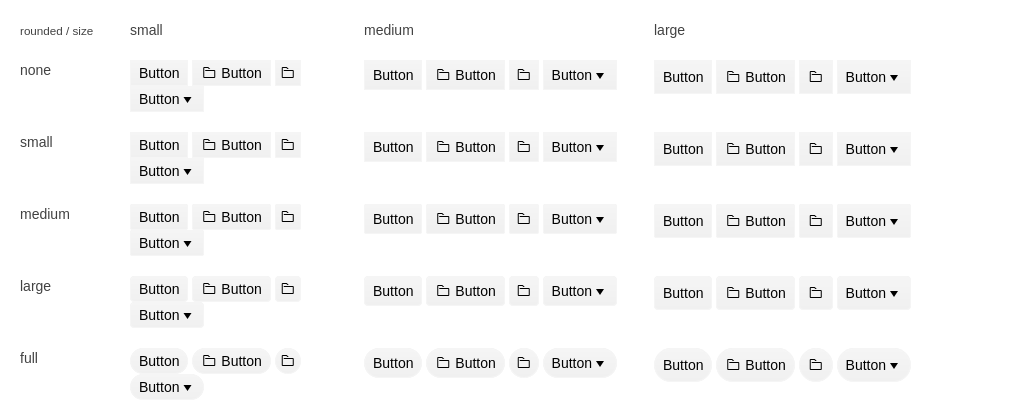 rounded / size small medium large
none Button Button Button Button Button Button Button Button
Button
small Button Button Button Button Button Button Button Button
Button
medium Button Button Button Button Button Button Button Button
Button
large Button Button Button Button Button Button Button Button
Button
full Button Button Button Button Button Button Button Button
Button